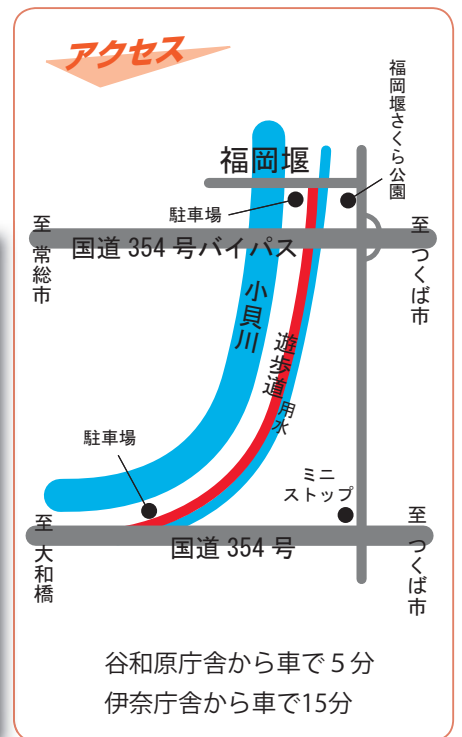 アクセス
福岡堰さくら公園
福岡堰
駐車場
至 常総市
国道 354 号バイパス
至 つくば市
小貝川
遊歩道
用水
駐車場
ミニ
ストップ
至 大和橋
国道 354 号
至 つくば市
谷和原庁舎から車で 5 分
伊奈庁舎から車で15分